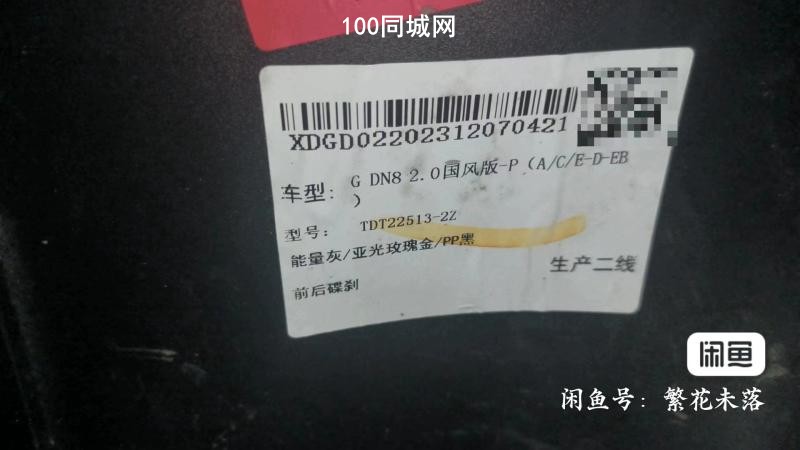 100同城网
XDGD02202312070421
车型: G DN8 2.0国风版-P（A/C/E-D-EB
）
型号: TDT22513-2Z
能量灰/亚光玫瑰金/PP黑
生产二线
前后碟刹
闲鱼
闲鱼号: 繁花未落